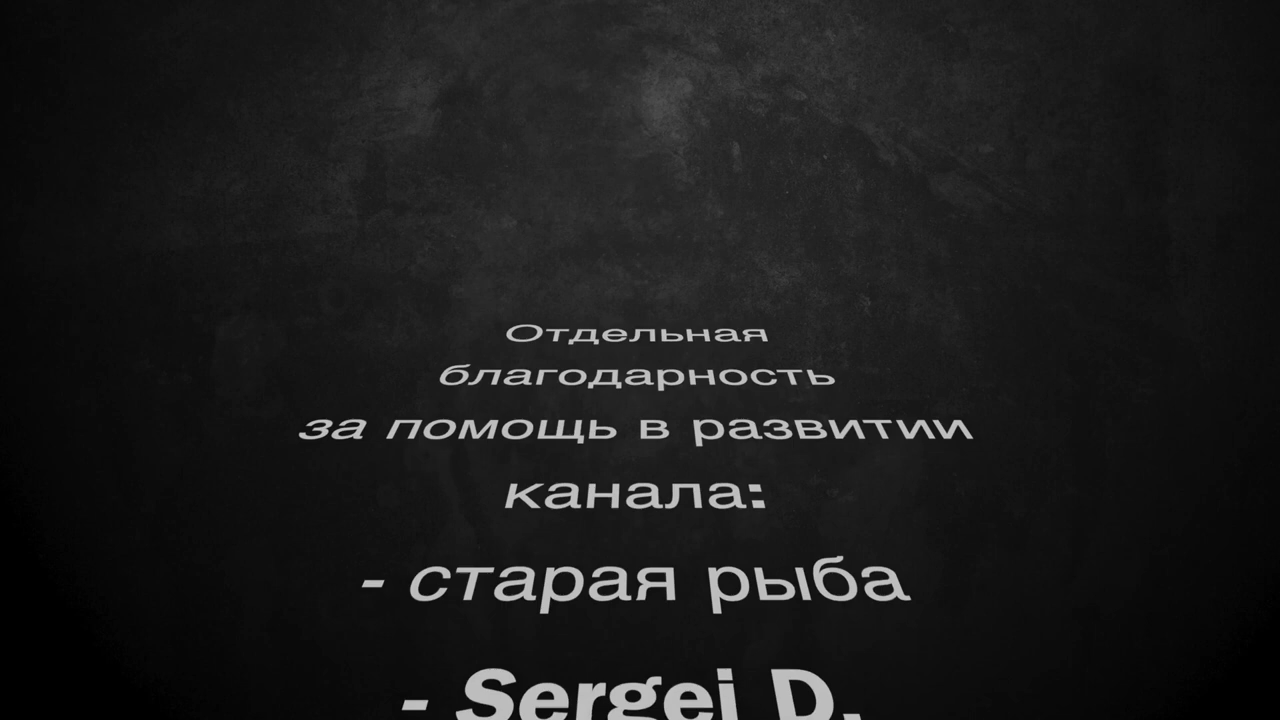 Отдельная
благодарность
за помощь в развитии
канала:
- старая рыба
- Sergei D.